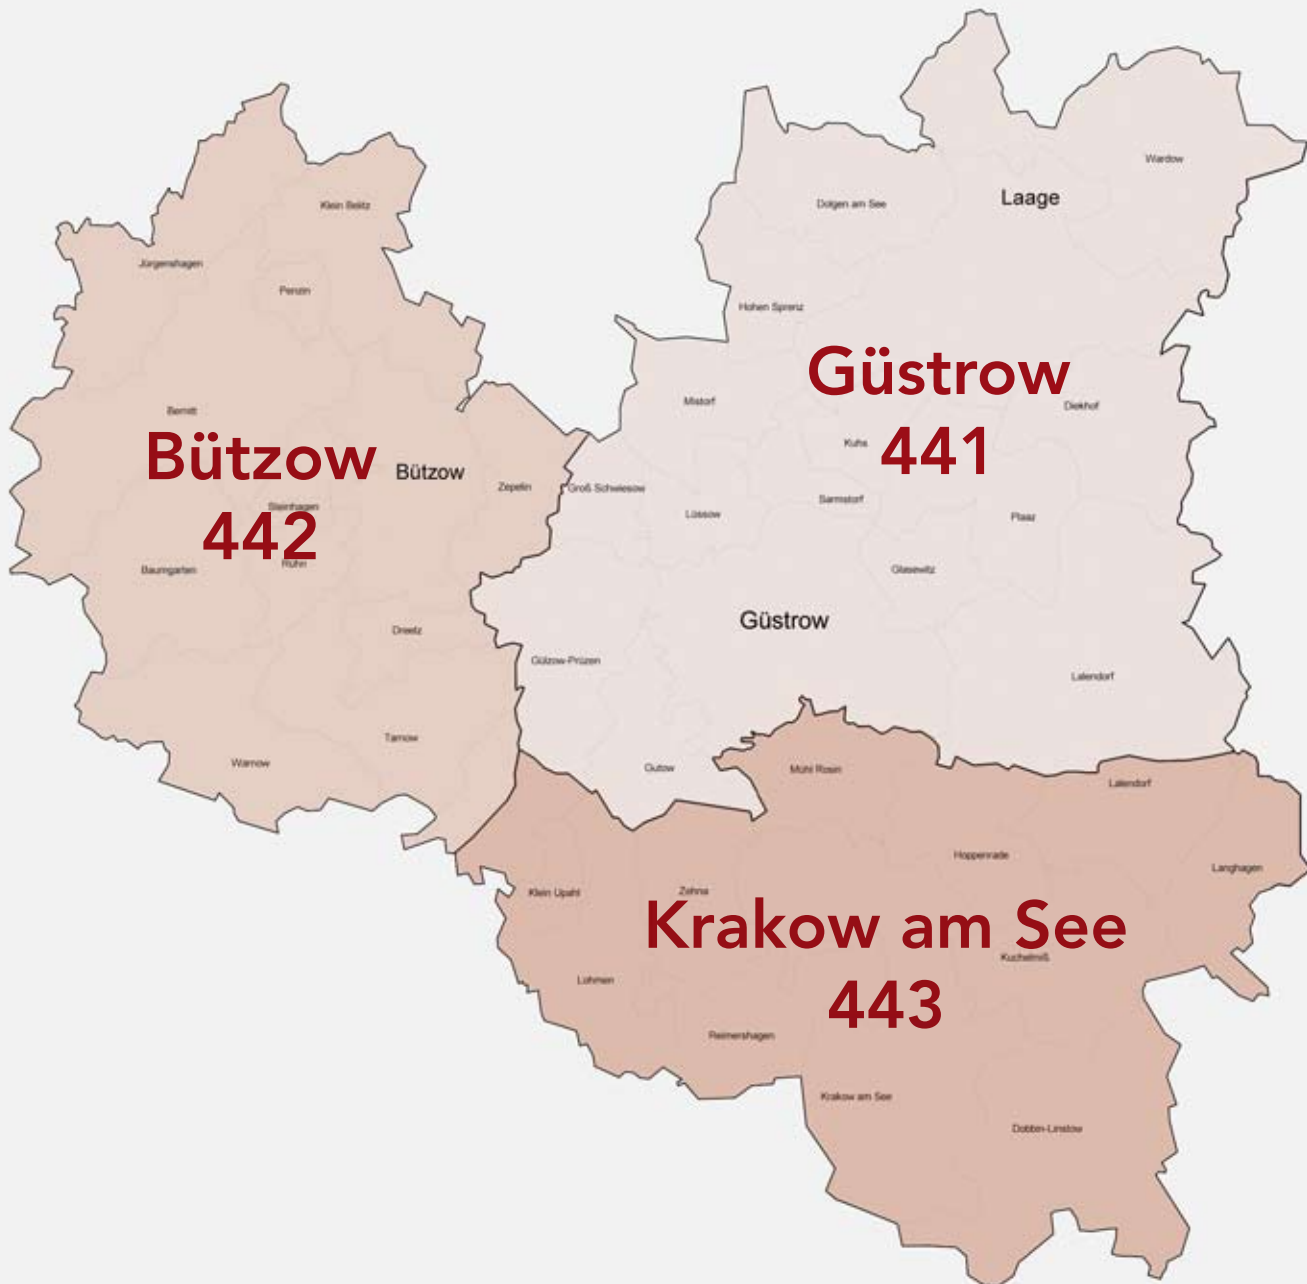 Wardow
Laage
Dolgen am See
Klein Belitz
Jürgenshagen
Penzin
Hohen Sprenz
Güstrow
441
Mistorf
Diekhof
Bernitt
Kuhs
Bützow
442
Bützow
Zepelin
Groß Schwiesow
Sarmstorf
Steinhagen
Lüssow
Plaaz
Rühn
Baumgarten
Glasewitz
Güstrow
Dreetz
Gülzow-Prüzen
Lalendorf
Tarnow
Warnow
Gutow
Mühl Rosin
Lalendorf
Hoppenrade
Langhagen
Klein Upahl
Zehna
Krakow am See
443
Kuchelmiß
Lohmen
Reimershagen
Krakow am See
Dobbin-Linstow